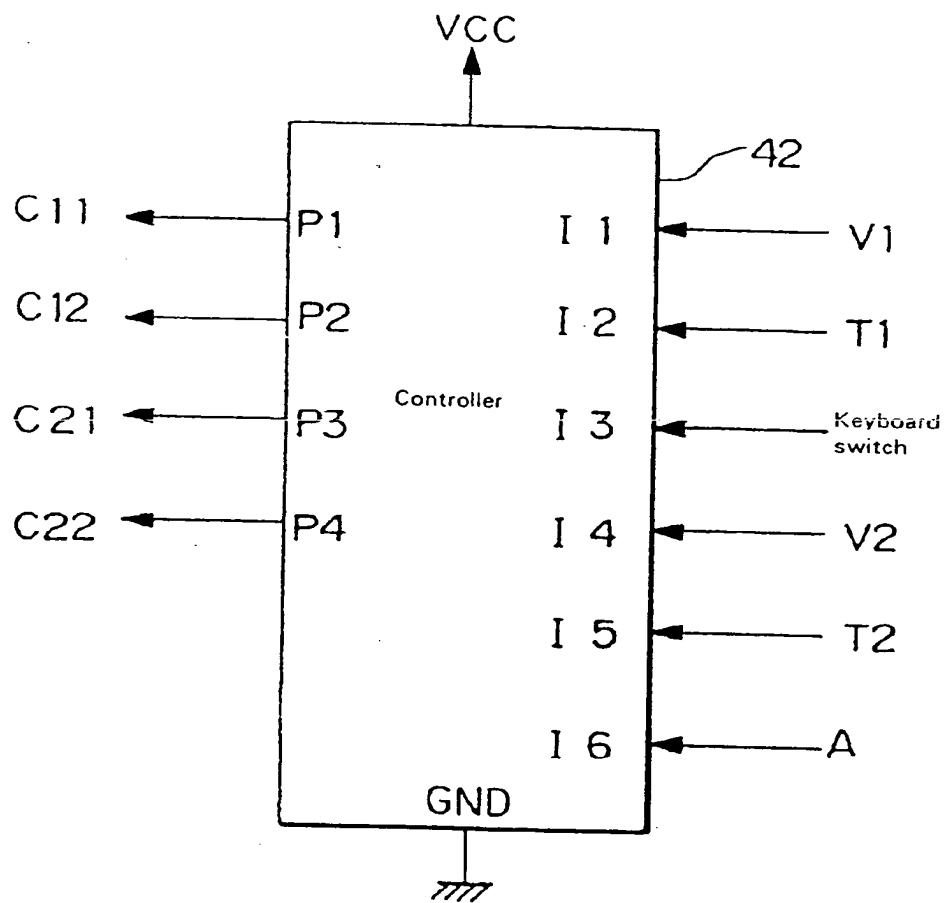 VCC
42
C11
P1
I 1
V1
C12
P2
I 2
T1
Controller
C21
P3
I 3
Keyboard
switch
C22
P4
I 4
V2
I 5
T2
I 6
A
GND